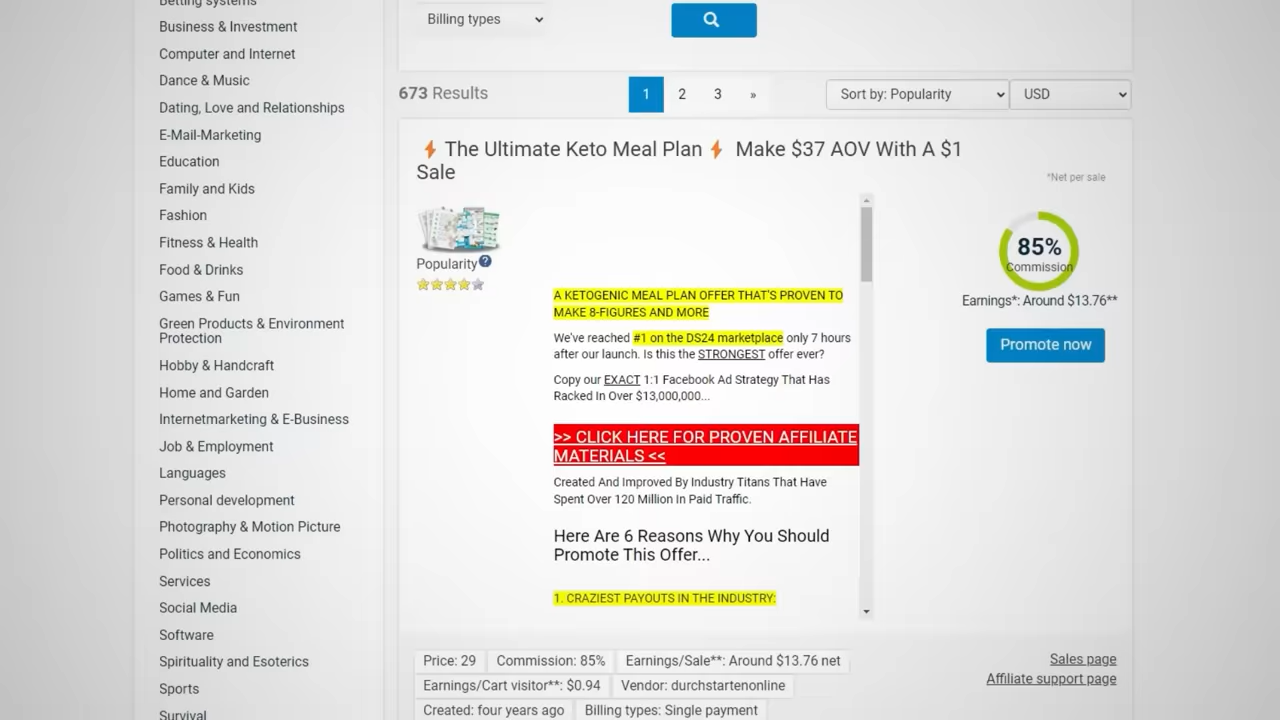 Betting systems
Business & Investment
Computer and Internet
Dance & Music
Dating, Love and Relationships
E-Mail-Marketing
Education
Family and Kids
Fashion
Fitness & Health
Food & Drinks
Games & Fun
Green Products & Environment
Protection
Hobby & Handcraft
Home and Garden
Internetmarketing & E-Business
Job & Employment
Languages
Personal development
Photography & Motion Picture
Politics and Economics
Services
Social Media
Software
Spirituality and Esoterics
Sports
Survival
Billing types
673 Results
1 2 3 »
Sort by: Popularity
USD
The Ultimate Keto Meal Plan Make $37 AOV With A $1
Sale
*Net per sale
Popularity
?
A KETOGENIC MEAL PLAN OFFER THAT'S PROVEN TO
MAKE 8-FIGURES AND MORE
We've reached #1 on the DS24 marketplace only 7 hours
after our launch. Is this the STRONGEST offer ever?
Copy our EXACT 1:1 Facebook Ad Strategy That Has
Racked In Over $13,000,000...
>> CLICK HERE FOR PROVEN AFFILIATE
MATERIALS <<
Created And Improved By Industry Titans That Have
Spent Over 120 Million In Paid Traffic.
Here Are 6 Reasons Why You Should
Promote This Offer...
1. CRAZIEST PAYOUTS IN THE INDUSTRY:
85%
Commission
Earnings*: Around $13.76**
Promote now
Price: 29
Commission: 85%
Earnings/Sale**: Around $13.76 net
Earnings/Cart visitor**: $0.94
Vendor: durchstartenonline
Created: four years ago
Billing types: Single payment
Sales page
Affiliate support page